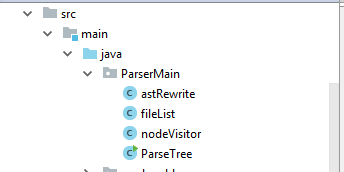 src
main
java
ParserMain
astRewrite
fileList
nodeVisitor
ParseTree